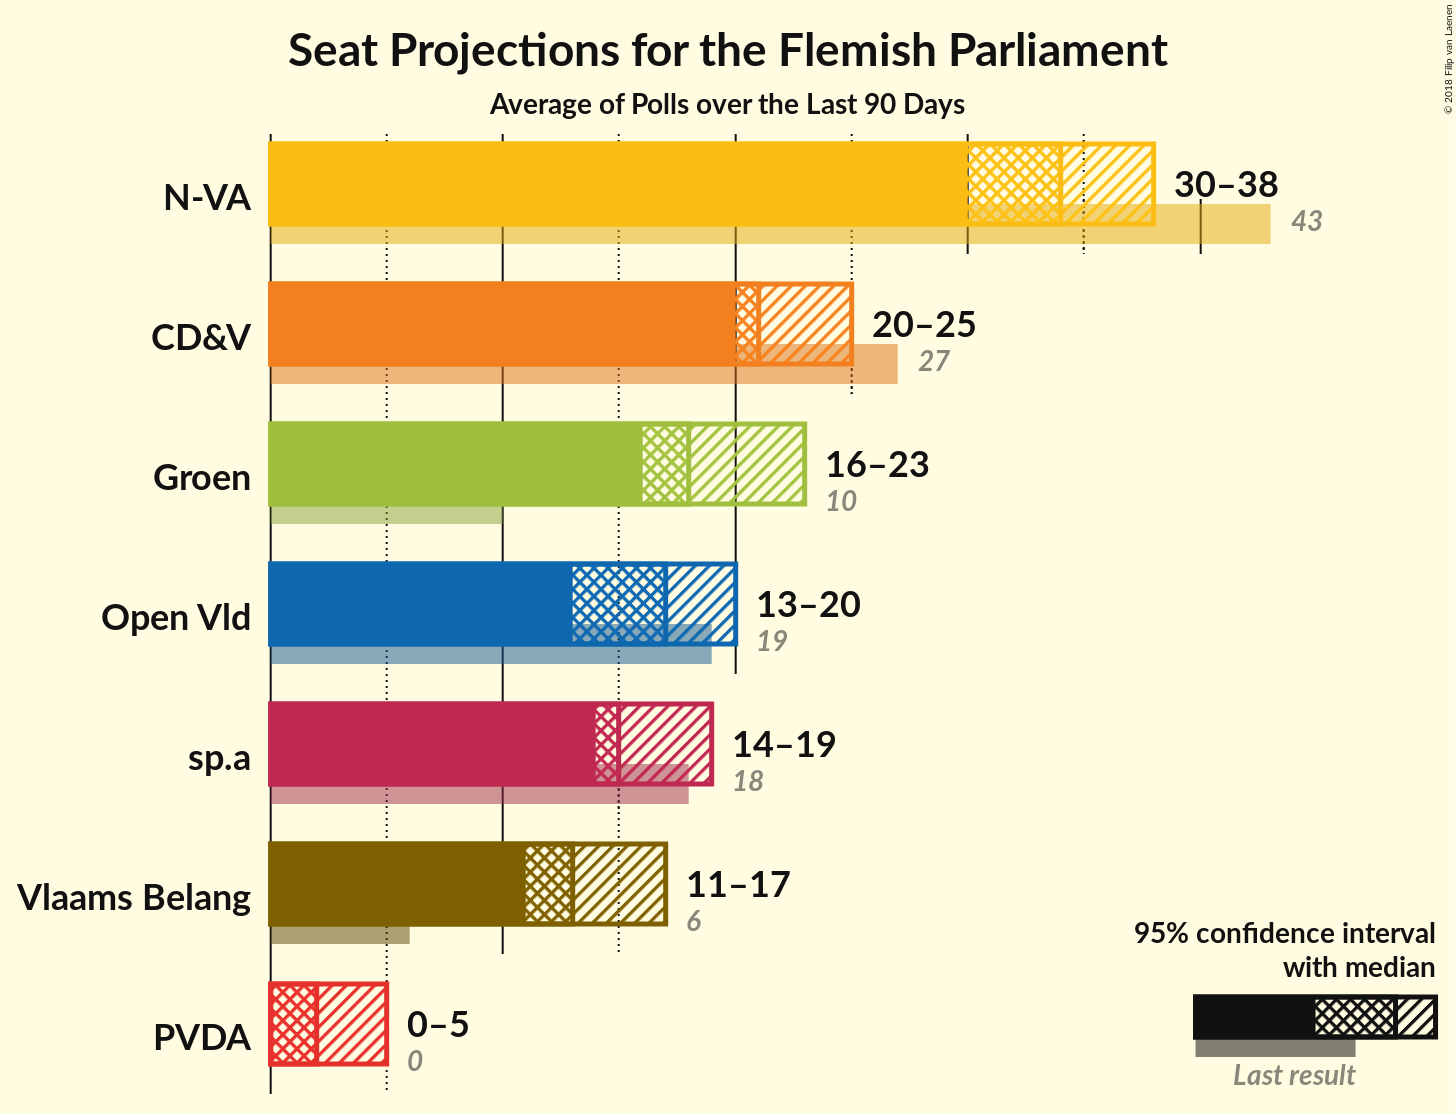 Seat Projections for the Flemish Parliament
Average of Polls over the Last 90 Days
© 2018 Filip van Laenen
N-VA
30–38
43
CD&V
20–25
27
Groen
16–23
10
Open Vld
13–20
19
sp.a
14–19
18
Vlaams Belang
11–17
6
PVDA
0–5
0
95% confidence interval
with median
Last result